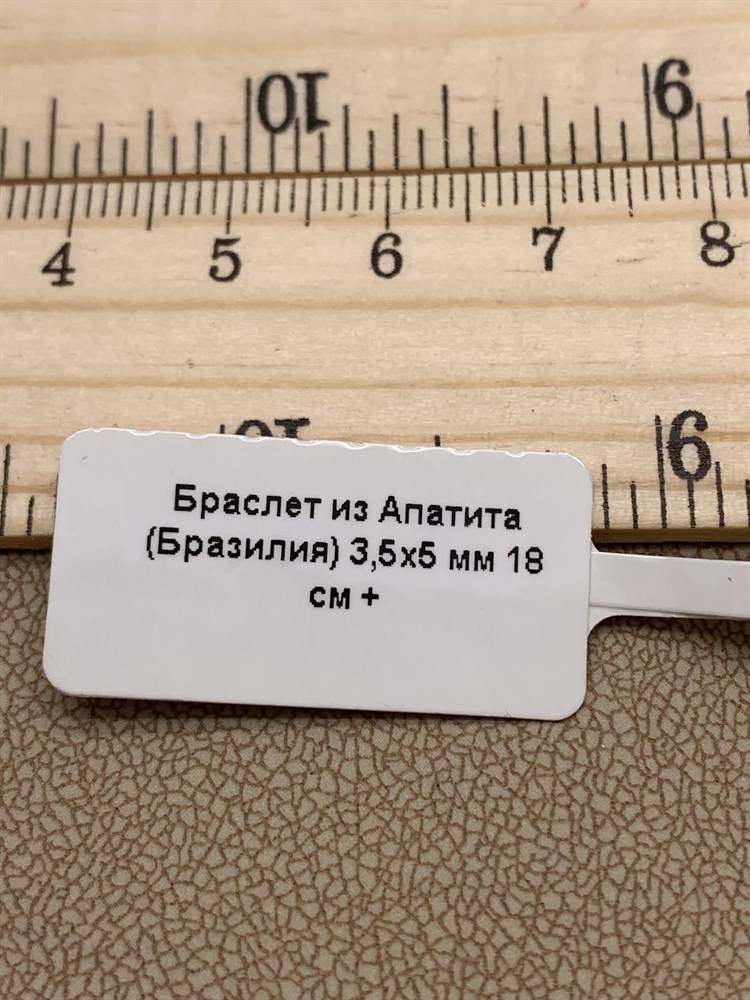 10 9
4 5 6 7 8
10 9
Браслет из Апатита
(Бразилия) 3,5х5 мм 18
см +